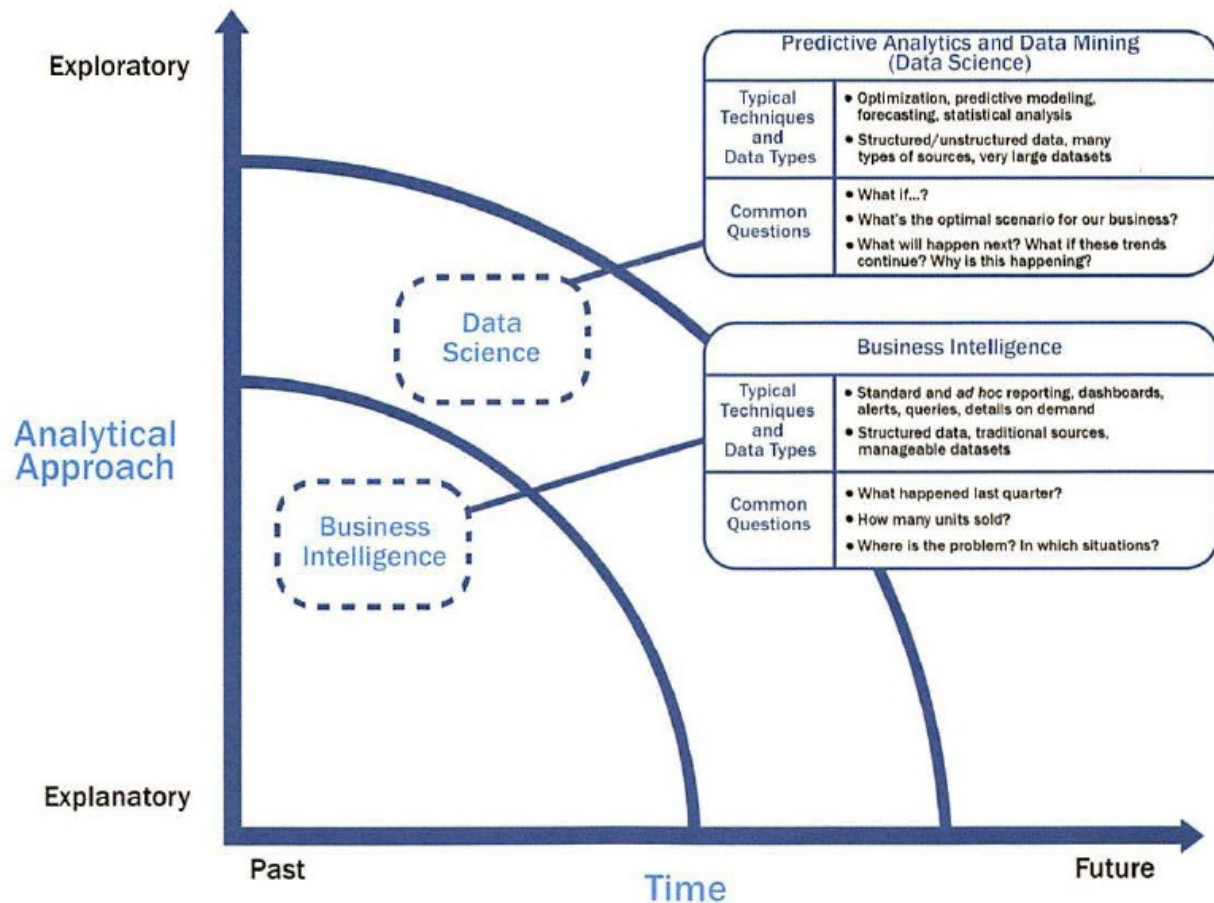 Exploratory
Analytical
Approach
Explanatory
Past
Time
Future
Data
Science
Business
Intelligence
Predictive Analytics and Data Mining
(Data Science)
Typical
Techniques
and
Data Types
• Optimization, predictive modeling,
forecasting, statistical analysis
• Structured/unstructured data, many
types of sources, very large datasets
Common
Questions
• What if...?
• What's the optimal scenario for our business?
• What will happen next? What if these trends
continue? Why is this happening?
Business Intelligence
Typical
Techniques
and
Data Types
• Standard and ad hoc reporting, dashboards,
alerts, queries, details on demand
• Structured data, traditional sources,
manageable datasets
Common
Questions
• What happened last quarter?
• How many units sold?
• Where is the problem? In which situations?